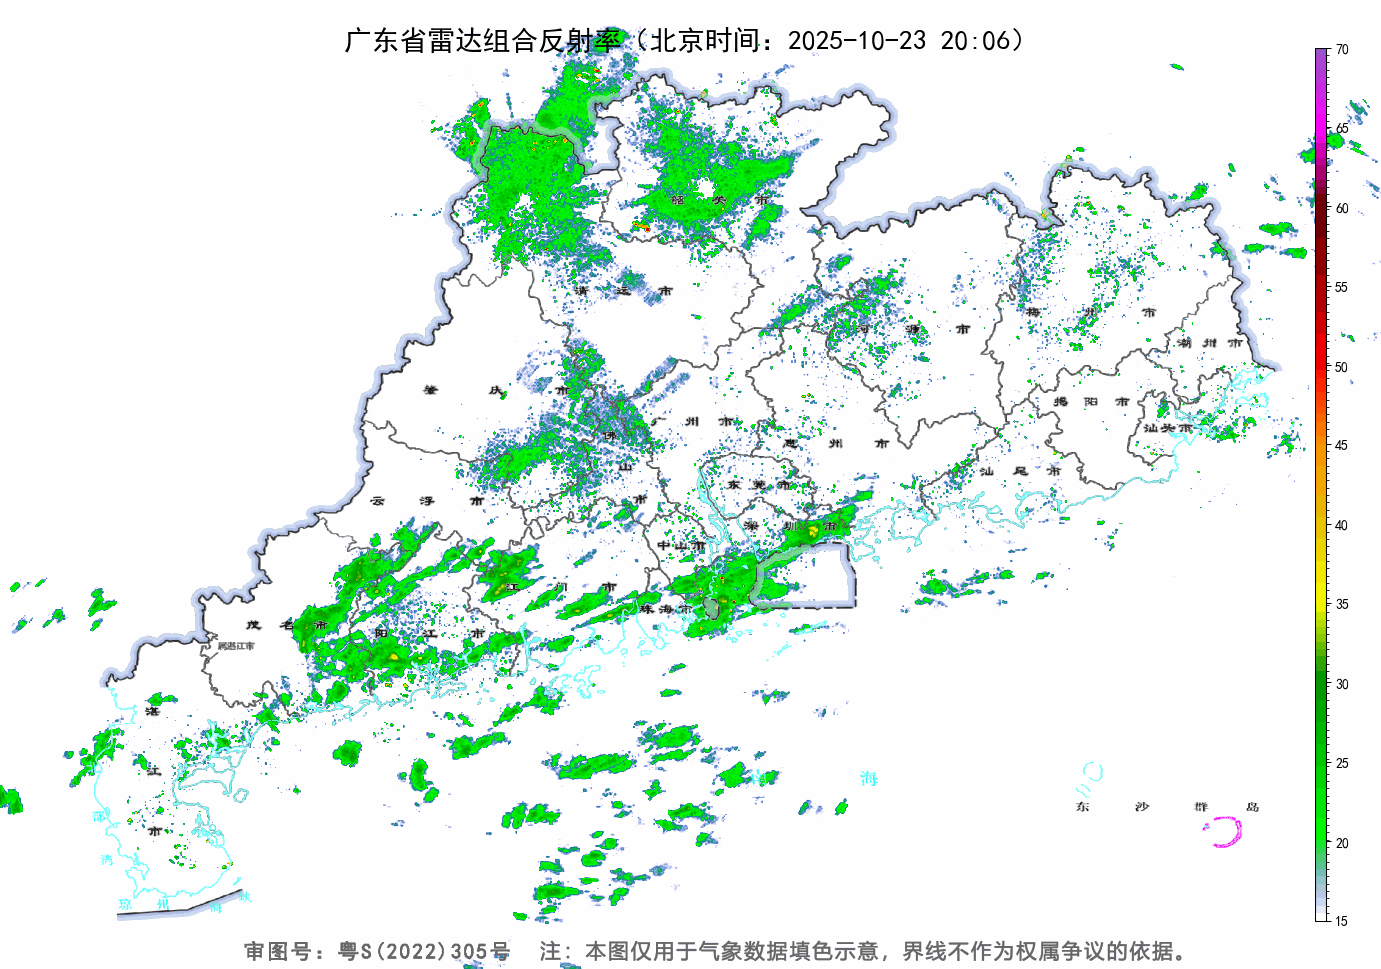 广东省雷达组合反射率（北京时间：2025-10-23 20:06）
70
65
60
55
50
45
40
35
30
25
20
15
韶 关 市
清 远 市
河 源 市
梅 州 市
潮 州 市
肇 庆 市
揭 阳 市
广 州 市
佛 山 市
惠 州 市
汕头市
汕 尾 市
云 浮 市
东 莞 市
深 圳 市
中山市
江 门 市
珠海市
茂 名 市
阳 江 市
属湛江市
湛 江 市
南 海
东 沙 群 岛
北 部 湾
琼 州 海 峡
审图号：粤S(2022)305号 注：本图仅用于气象数据填色示意，界线不作为权属争议的依据。